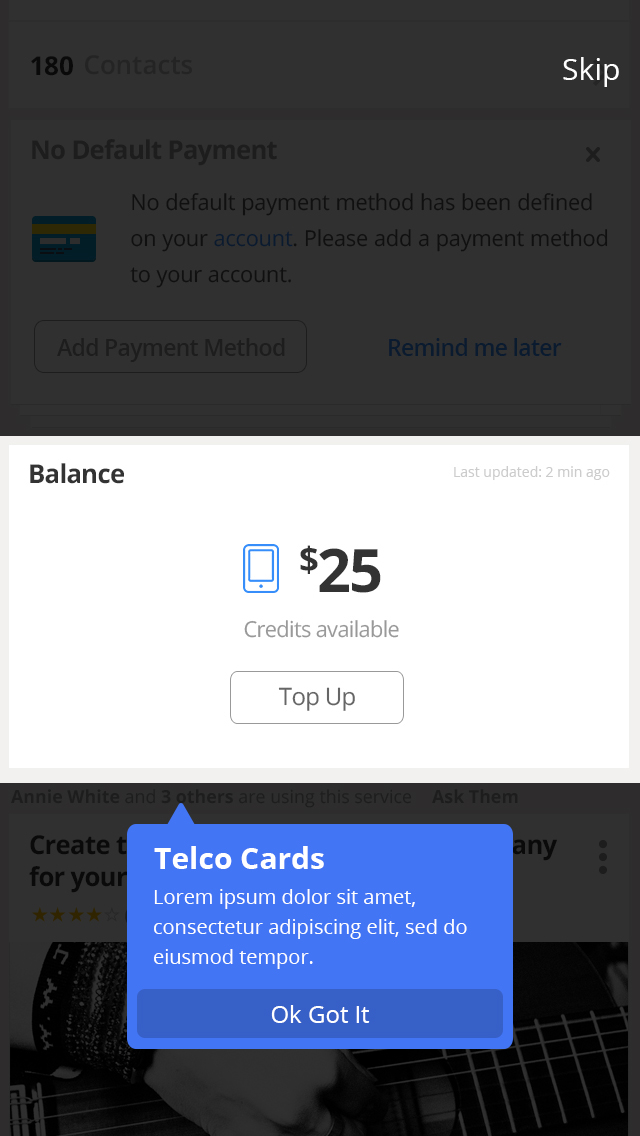 180 Contacts
Skip
No Default Payment
No default payment method has been defined
on your account. Please add a payment method
to your account.
Add Payment Method
Remind me later
Balance
Last updated: 2 min ago
$25
Credits available
Top Up
Annie White and 3 others are using this service Ask Them
Create
any
for your
Telco Cards
Lorem ipsum dolor sit amet,
consectetur adipiscing elit, sed do
eiusmod tempor.
Ok Got It